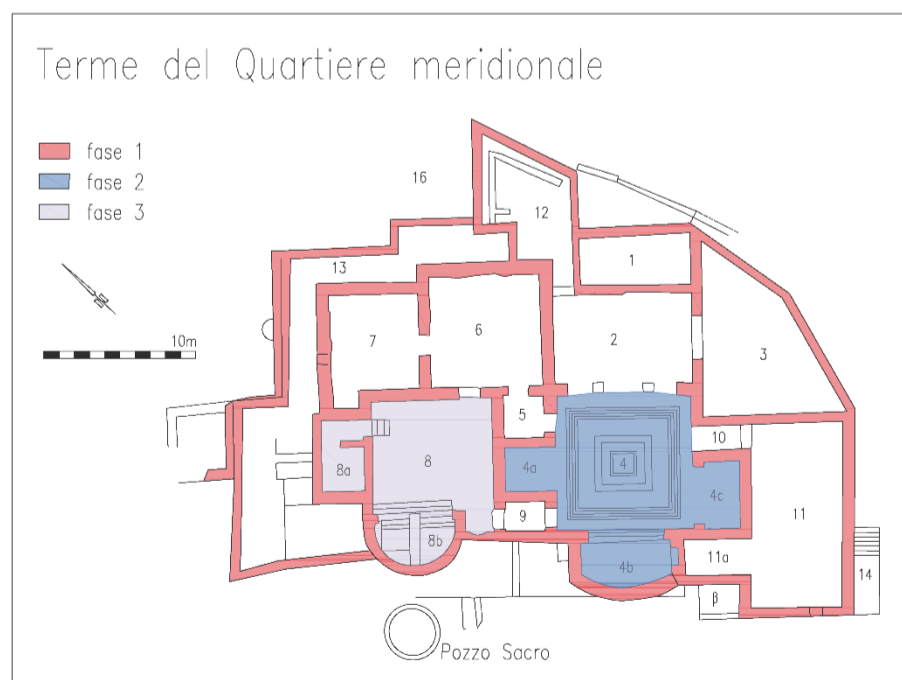 Terme del Quartiere meridionale
fase 1
fase 2
fase 3
16
12
13
1
10m
7
6
2
3
5
10
8a
8
4a
4
4c
11
9
8b
4b
11a
14
β
Pozzo Sacro